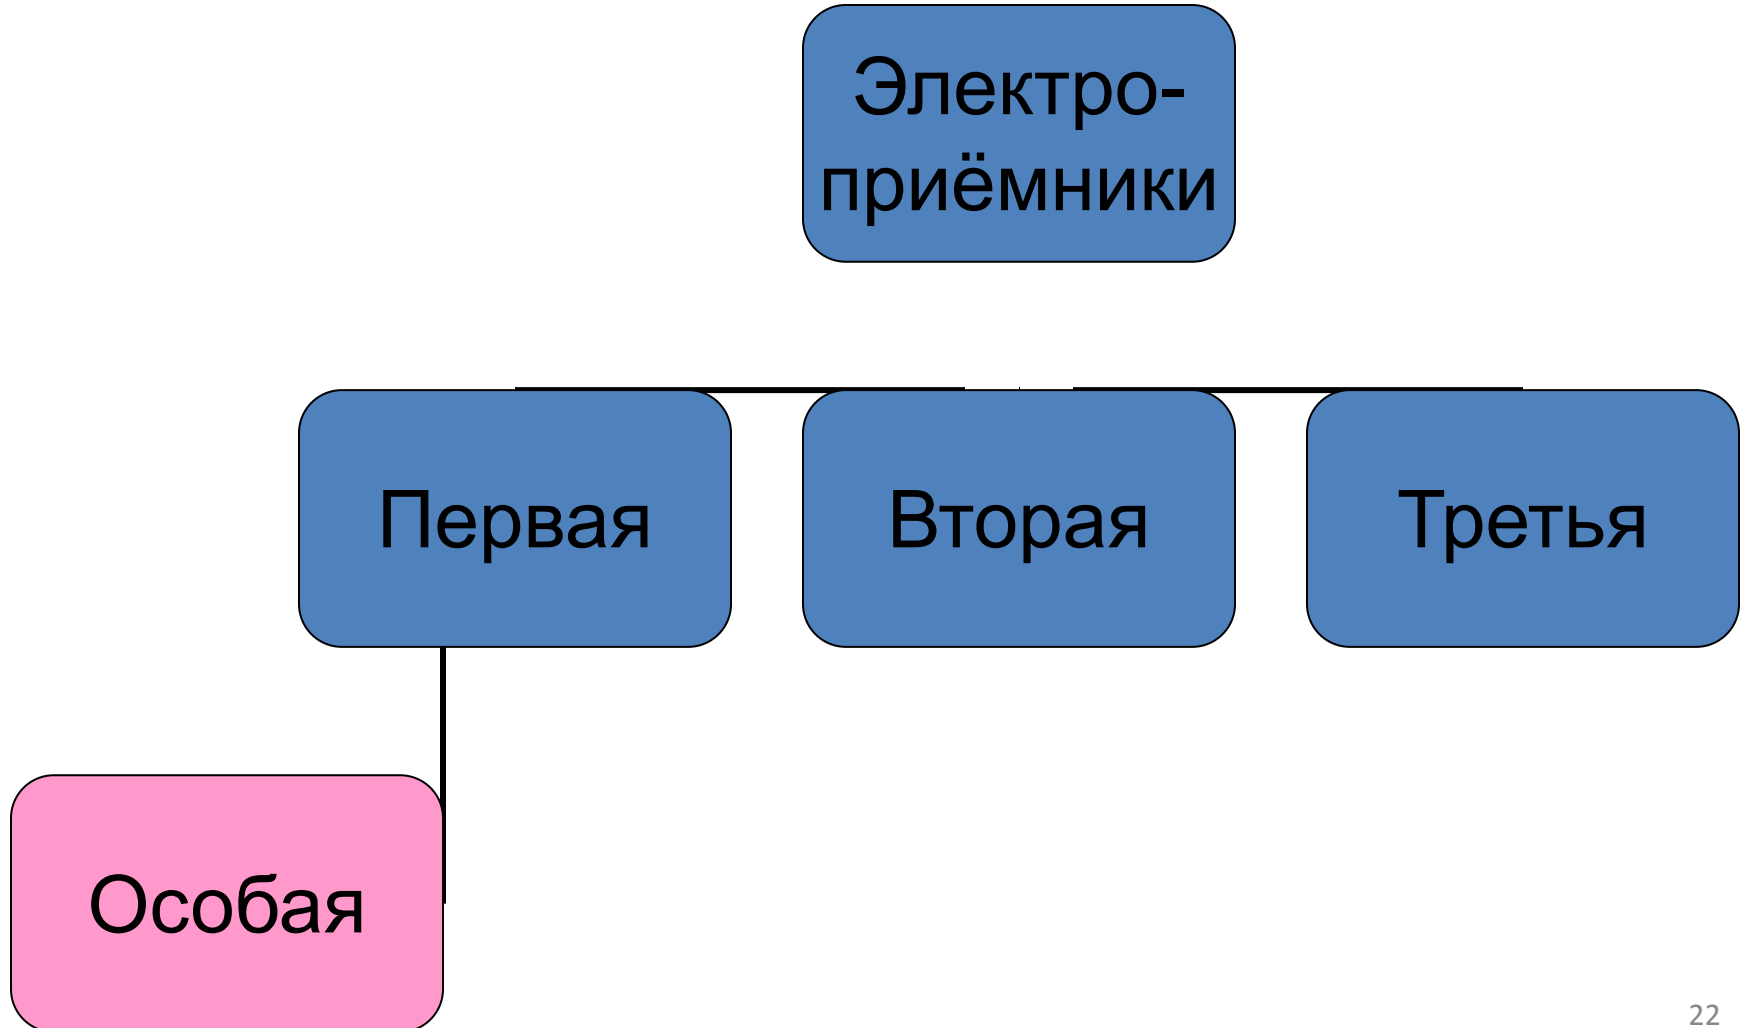 Электро-
приёмники
Первая
Вторая
Третья
Особая
22